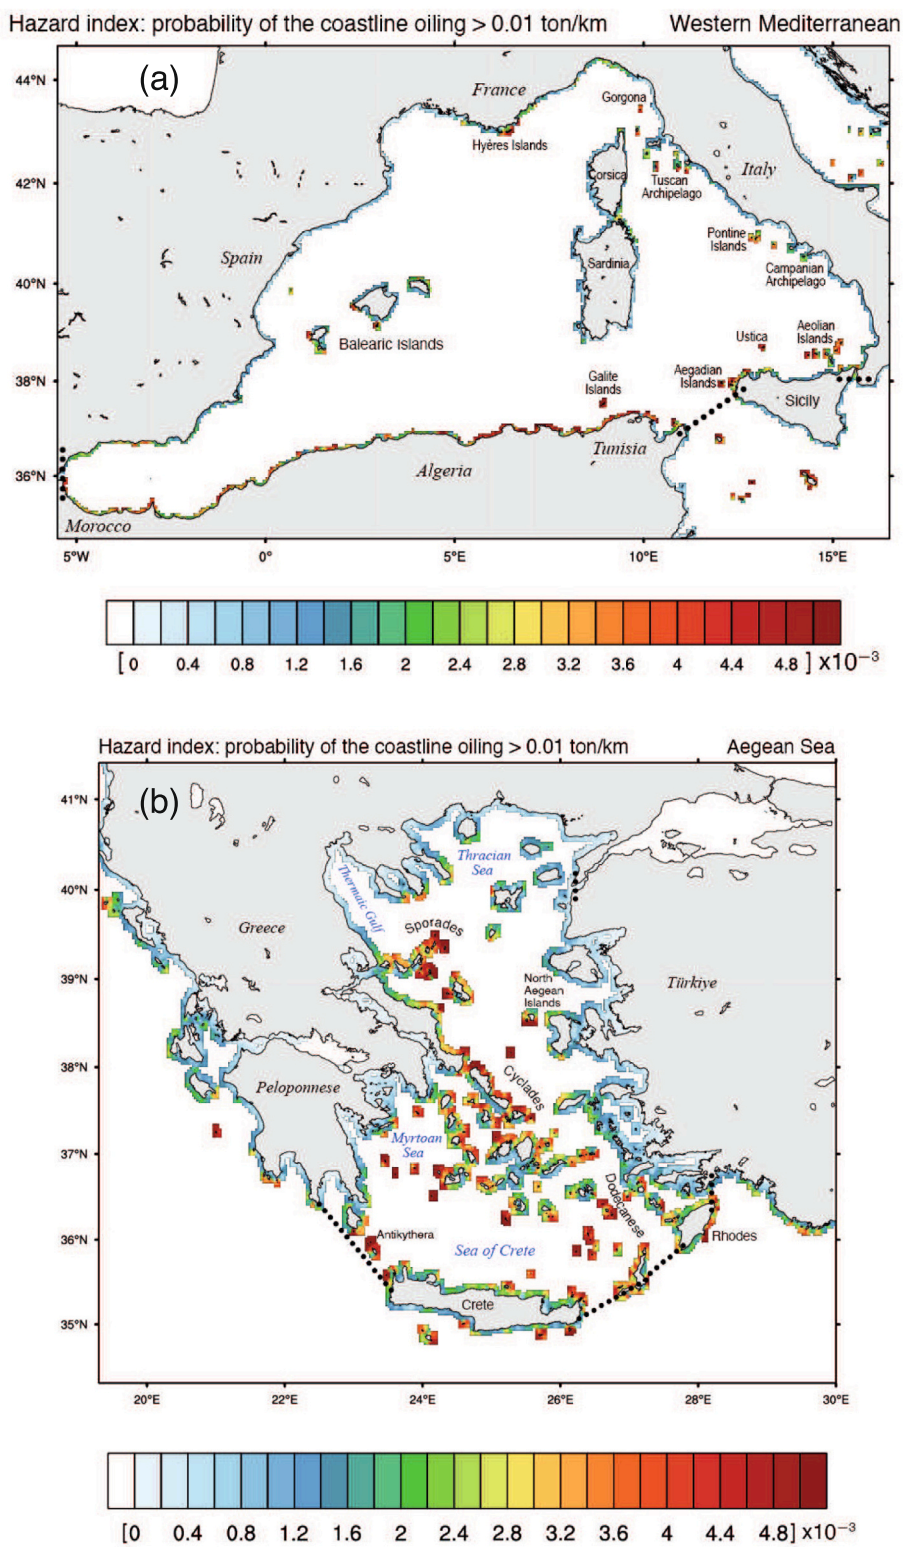 Hazard index: probability of the coastline oiling > 0.01 ton/km Western Mediterranean
(a)
44°N
42°N
40°N
38°N
36°N
France
Gorgona
Hyères Islands
Corsica
Tuscan
Archipelago
Italy
Spain
Pontine
Islands
Sardinia
Campanian
Archipelago
Balearic Islands
Ustica
Aeolian
Islands
Galite
Islands
Aegadian
Islands
Sicily
Tunisia
Algeria
Morocco
5°W 0° 5°E 10°E 15°E
[ 0 0.4 0.8 1.2 1.6 2 2.4 2.8 3.2 3.6 4 4.4 4.8 ] x10−3
Hazard index: probability of the coastline oiling > 0.01 ton/km Aegean Sea
(b)
41°N
40°N
39°N
38°N
37°N
36°N
35°N
Thracian
Sea
Thermaic Gulf
Sporades
Greece
North
Aegean
Islands
Türkiye
Cyclades
Peloponnese
Myrtoan
Sea
Dodecanese
Antikythera
Rhodes
Sea of Crete
Crete
20°E 22°E 24°E 26°E 28°E 30°E
[0 0.4 0.8 1.2 1.6 2 2.4 2.8 3.2 3.6 4 4.4 4.8] x10−3